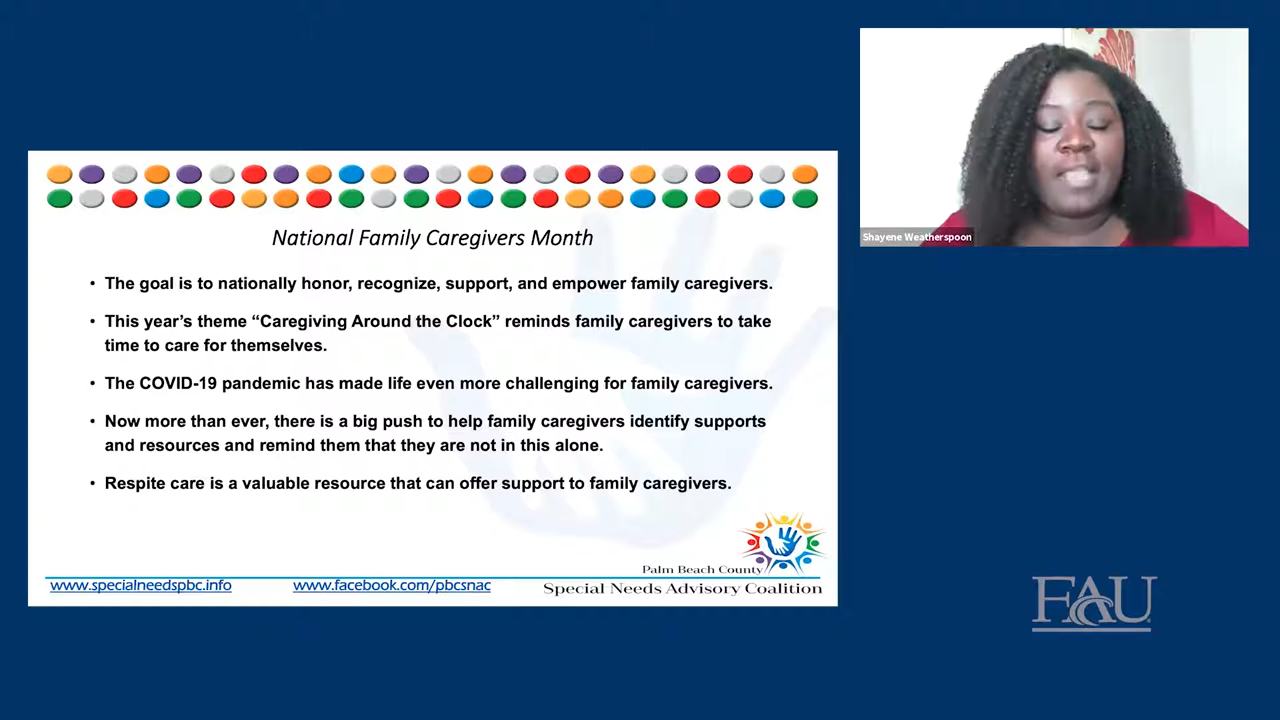 Shayene Weatherspoon
National Family Caregivers Month
• The goal is to nationally honor, recognize, support, and empower family caregivers.
• This year’s theme “Caregiving Around the Clock” reminds family caregivers to take
time to care for themselves.
• The COVID-19 pandemic has made life even more challenging for family caregivers.
• Now more than ever, there is a big push to help family caregivers identify supports
and resources and remind them that they are not in this alone.
• Respite care is a valuable resource that can offer support to family caregivers.
Palm Beach County
www.specialneedspbc.info
www.facebook.com/pbcsnac
Special Needs Advisory Coalition
FAU